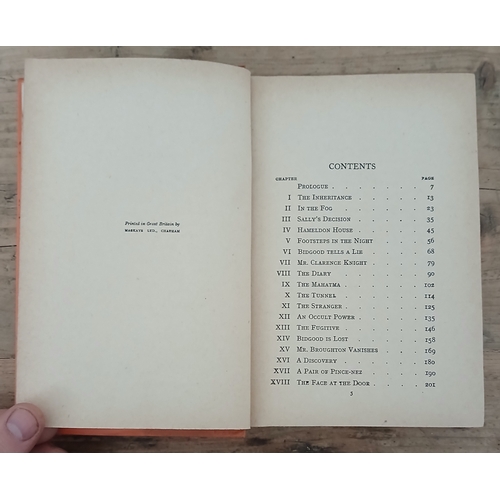 Printed in Great Britain by
MACKAYS LTD., CHATHAM
CONTENTS
CHAPTER PAGE
PROLOGUE . . . . . . 7
I THE INHERITANCE . . . . . 13
II IN THE FOG . . . . . . 23
III SALLY'S DECISION . . . . . 35
IV HAMELDON HOUSE . . . . . 45
V FOOTSTEPS IN THE NIGHT . . . . 56
VI BIDGOOD TELLS A LIE . . . . 68
VII MR. CLARENCE KNIGHT . . . . 79
VIII THE DIARY . . . . . . 90
IX THE MAHATMA . . . . . 102
X THE TUNNEL . . . . . 114
XI THE STRANGER . . . . . 125
XII AN OCCULT POWER . . . . . 135
XIII THE FUGITIVE . . . . . 146
XIV BIDGOOD IS LOST . . . . . 158
XV MR. BROUGHTON VANISHES . . . . 169
XVI A DISCOVERY . . . . . 180
XVII A PAIR OF PINCE-NEZ . . . . 190
XVIII THE FACE AT THE DOOR . . . . 201
5